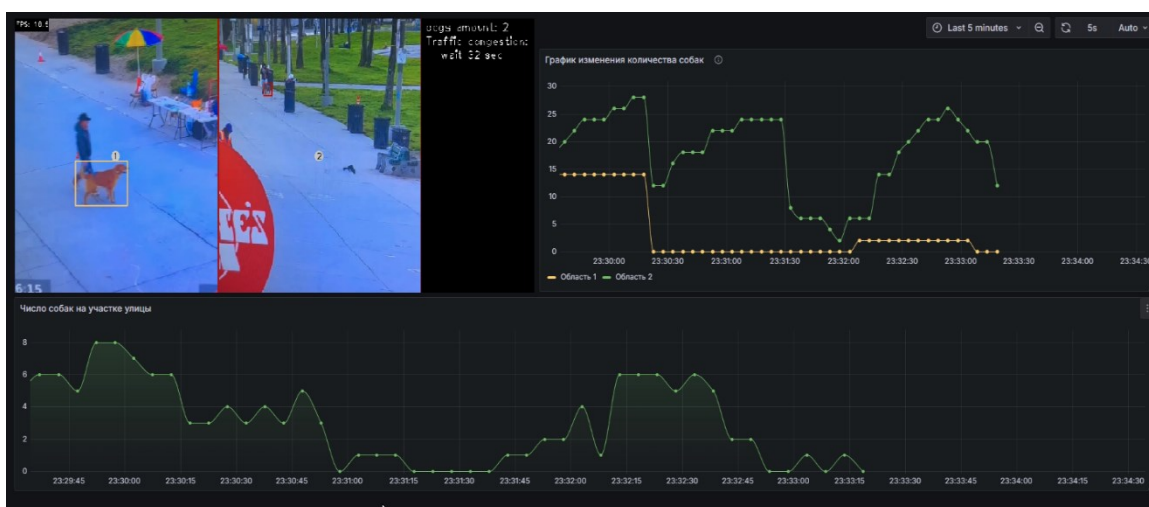 FPS: 10.5
dogs amount: 2
Traffic congestion:
wait 32 sec
1
2
6:15
Last 5 minutes
5s
Auto
График изменения количества собак
30
25
20
15
10
5
0
23:30:00 23:30:30 23:31:00 23:31:30 23:32:00 23:32:30 23:33:00 23:33:30 23:34:00 23:34:30
Область 1 Область 2
Число собак на участке улицы
8
6
4
2
0
23:29:45 23:30:00 23:30:15 23:30:30 23:30:45 23:31:00 23:31:15 23:31:30 23:31:45 23:32:00 23:32:15 23:32:30 23:32:45 23:33:00 23:33:15 23:33:30 23:33:45 23:34:00 23:34:15 23:34:30